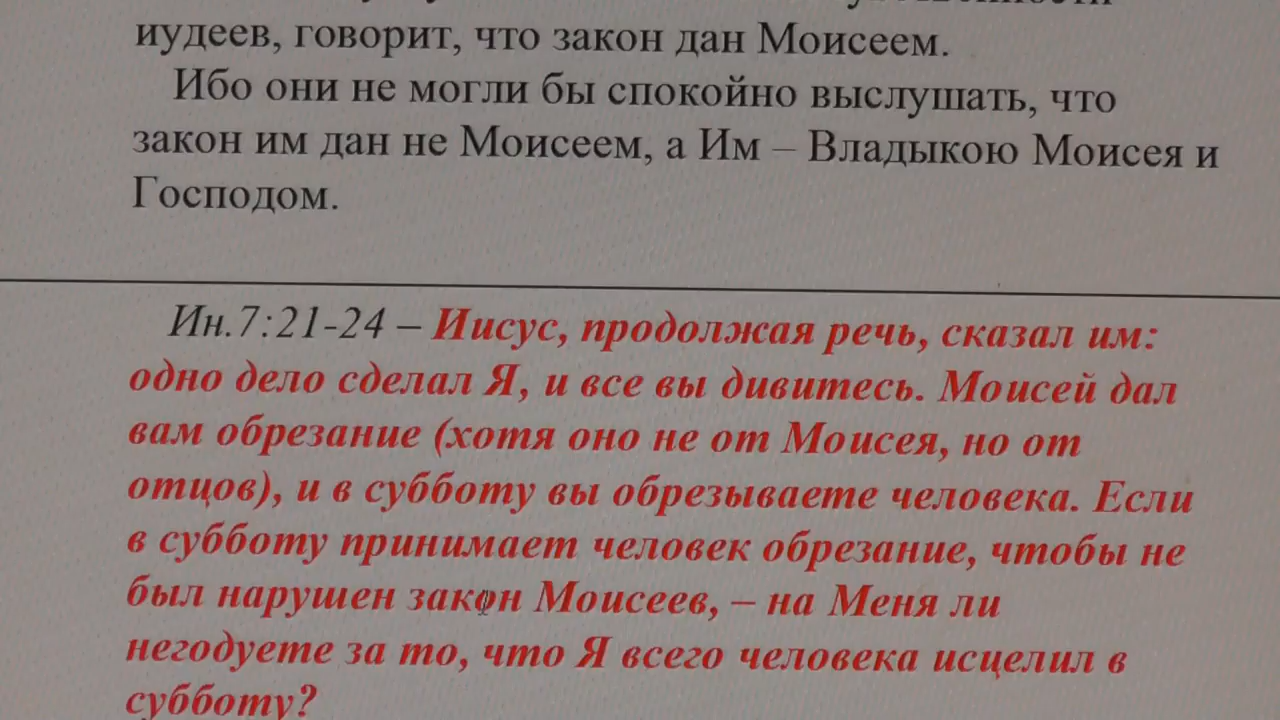 иудеев, говорит, что закон дан Моисеем.
Ибо они не могли бы спокойно выслушать, что
закон им дан не Моисеем, а Им – Владыкою Моисея и
Господом.
Ин.7:21-24 – Иисус, продолжая речь, сказал им:
одно дело сделал Я, и все вы дивитесь. Моисей дал
вам обрезание (хотя оно не от Моисея, но от
отцов), и в субботу вы обрезываете человека. Если
в субботу принимает человек обрезание, чтобы не
был нарушен закон Моисеев, – на Меня ли
негодуете за то, что Я всего человека исцелил в
субботу?